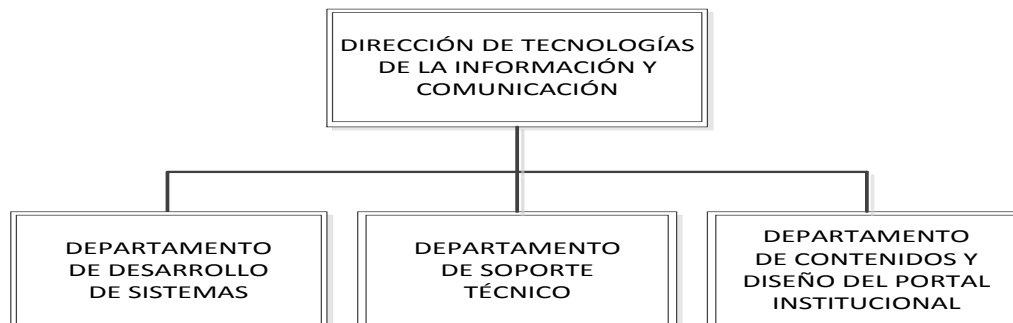 DIRECCIÓN DE TECNOLOGÍAS
DE LA INFORMACIÓN Y
COMUNICACIÓN
DEPARTAMENTO
DE DESARROLLO
DE SISTEMAS
DEPARTAMENTO
DE SOPORTE
TÉCNICO
DEPARTAMENTO
DE CONTENIDOS Y
DISEÑO DEL PORTAL
INSTITUCIONAL